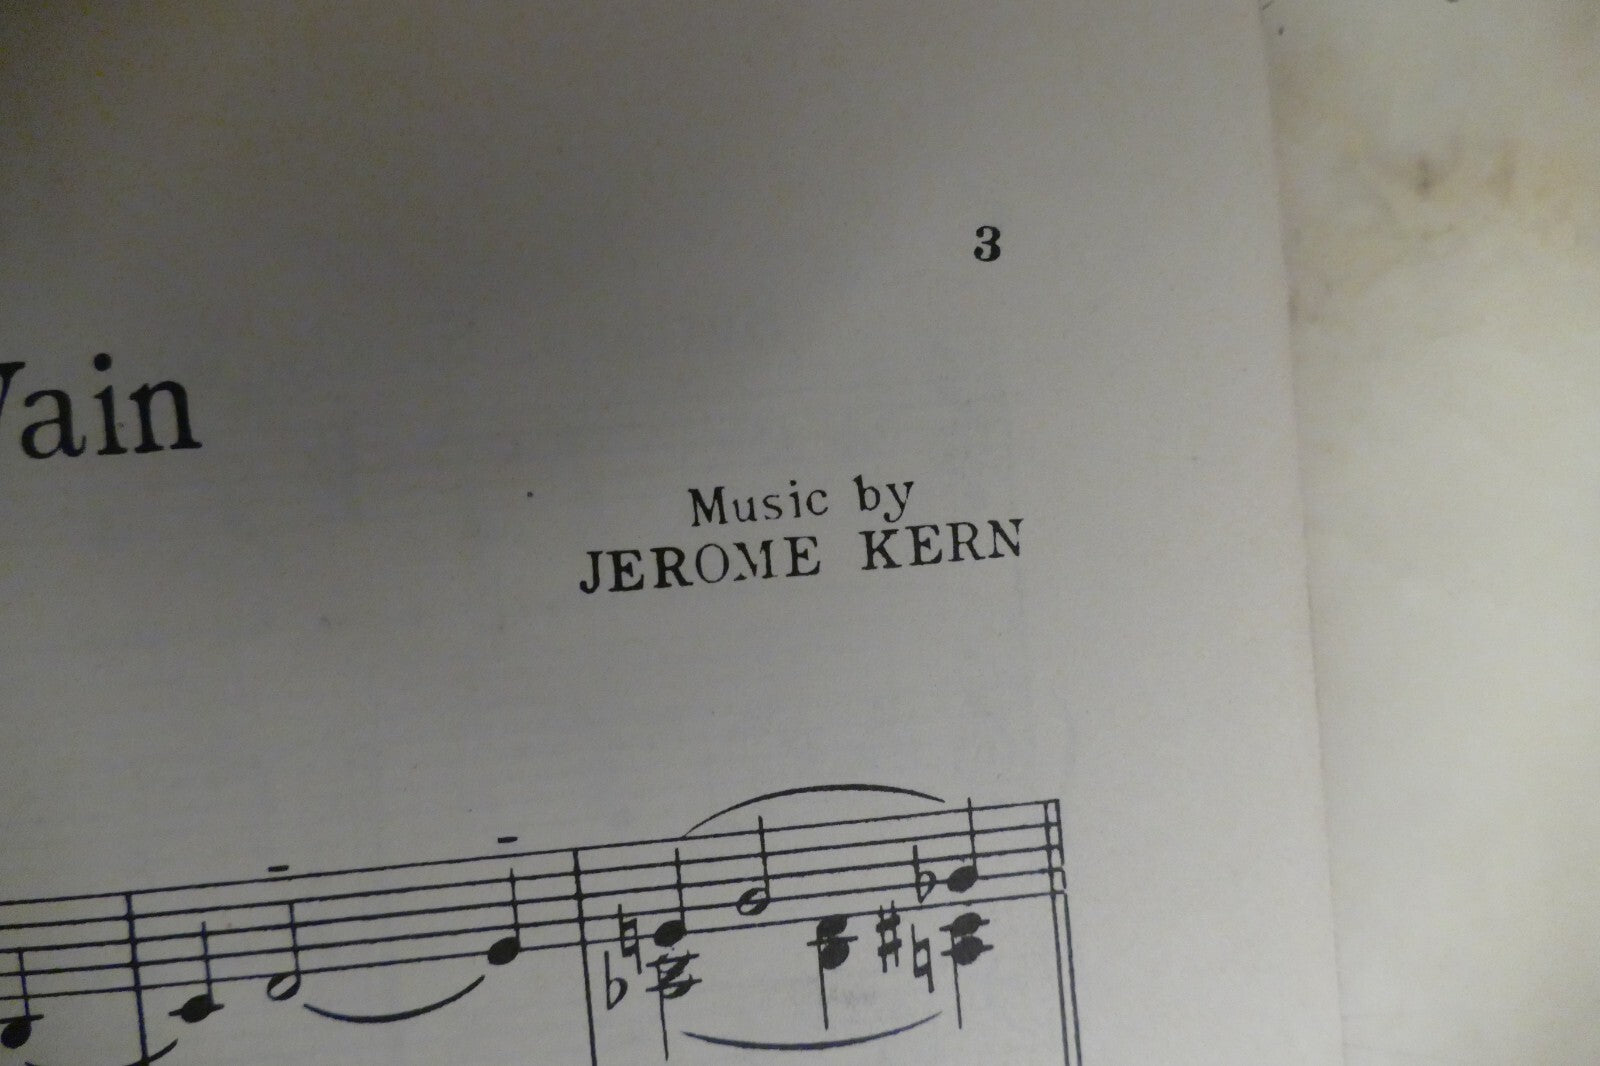 3
Vain
Music by
JEROME KERN